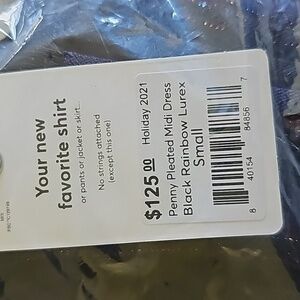 Your new
favorite shirt
or pants or jacket or skirt...
No strings attached
(except this one)
$125.00 Holiday 2021
Penny Pleated Midi Dress
Black Rainbow Lurex
Small
8 40154 84856 7